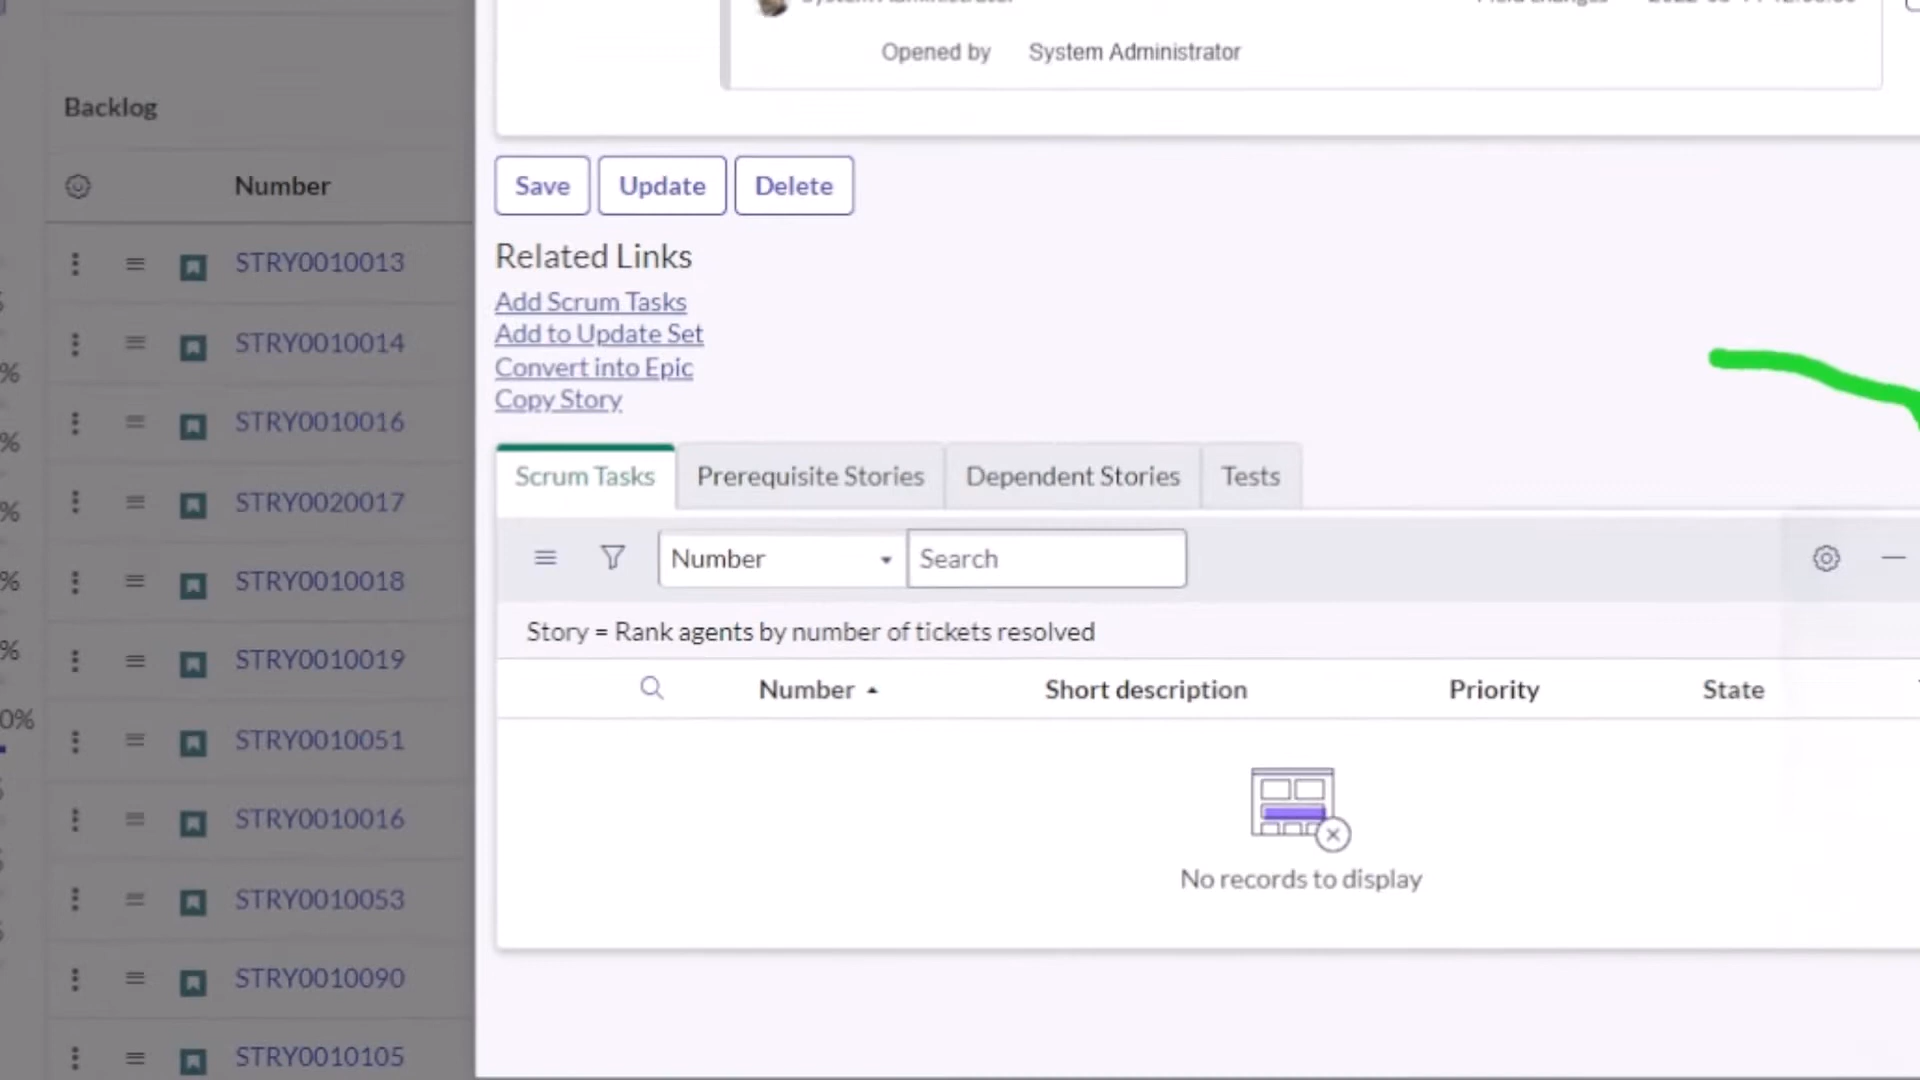 System Administrator
Opened by System Administrator
Backlog
Number
STRY0010013
STRY0010014
STRY0010016
STRY0020017
STRY0010018
STRY0010019
STRY0010051
STRY0010016
STRY0010053
STRY0010090
STRY0010105
%
%
%
%
%
0%
Save Update Delete
Related Links
Add Scrum Tasks
Add to Update Set
Convert into Epic
Copy Story
Scrum Tasks Prerequisite Stories Dependent Stories Tests
Number Search
Story = Rank agents by number of tickets resolved
Number Short description Priority State
No records to display